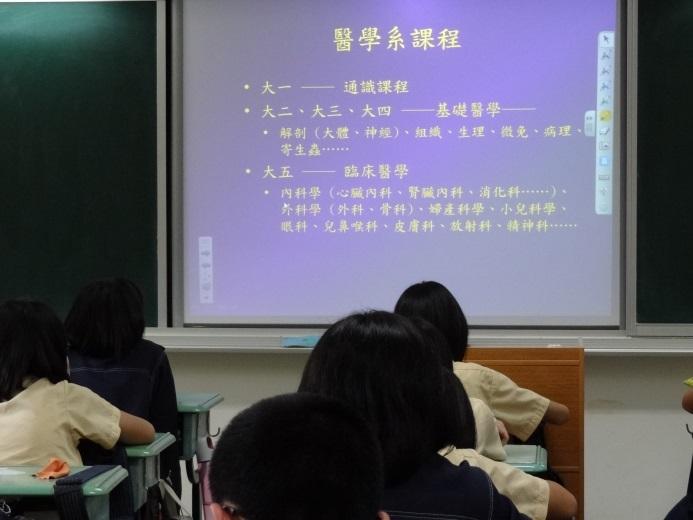 醫學系課程
• 大一 —— 通識課程
• 大二、大三、大四 ——基礎醫學——
• 解剖（大體、神經）、組織、生理、微免、病理、
寄生蟲……
• 大五 —— 臨床醫學
• 內科學（心臟內科、腎臟內科、消化科……）、
外科學（外科、骨科）、婦產科學、小兒科學、
眼科、兒鼻喉科、皮膚科、放射科、精神科……